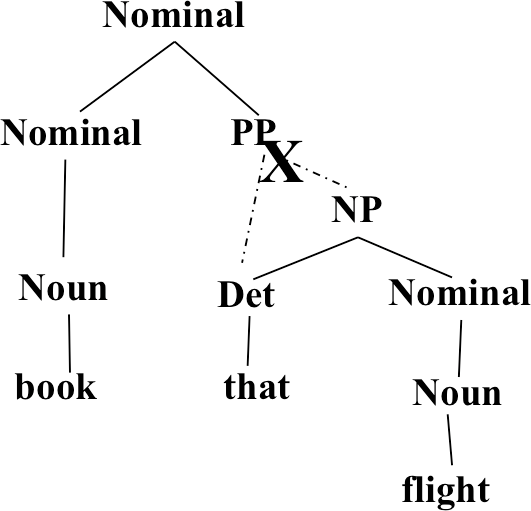 Nominal
Nominal PP
X
NP
Noun Det Nominal
book that Noun
flight